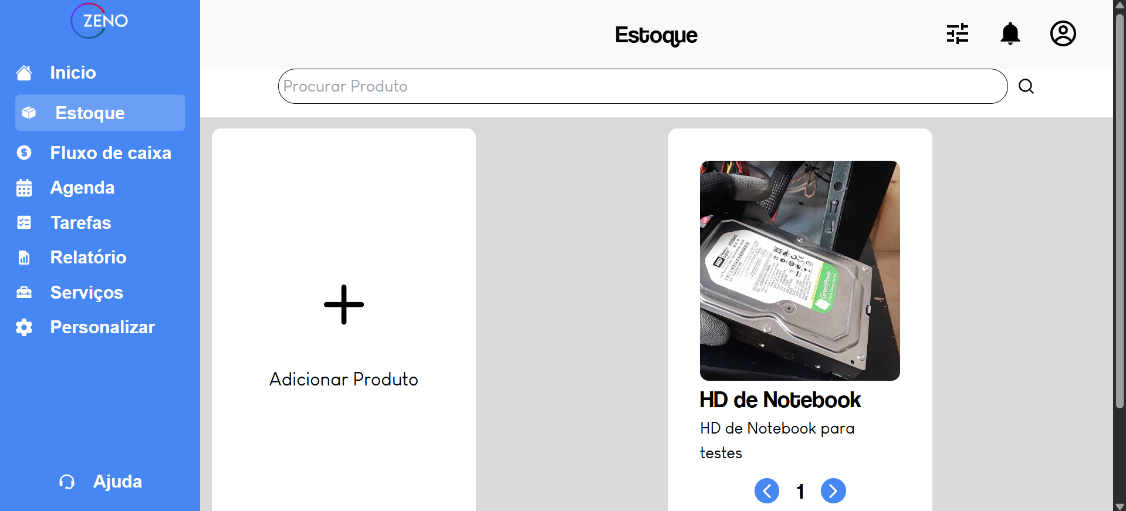 ZENO
Estoque
Inicio
Estoque
Fluxo de caixa
Agenda
Tarefas
Relatório
Serviços
Personalizar
Ajuda
Procurar Produto
Adicionar Produto
HD de Notebook
HD de Notebook para
testes
1